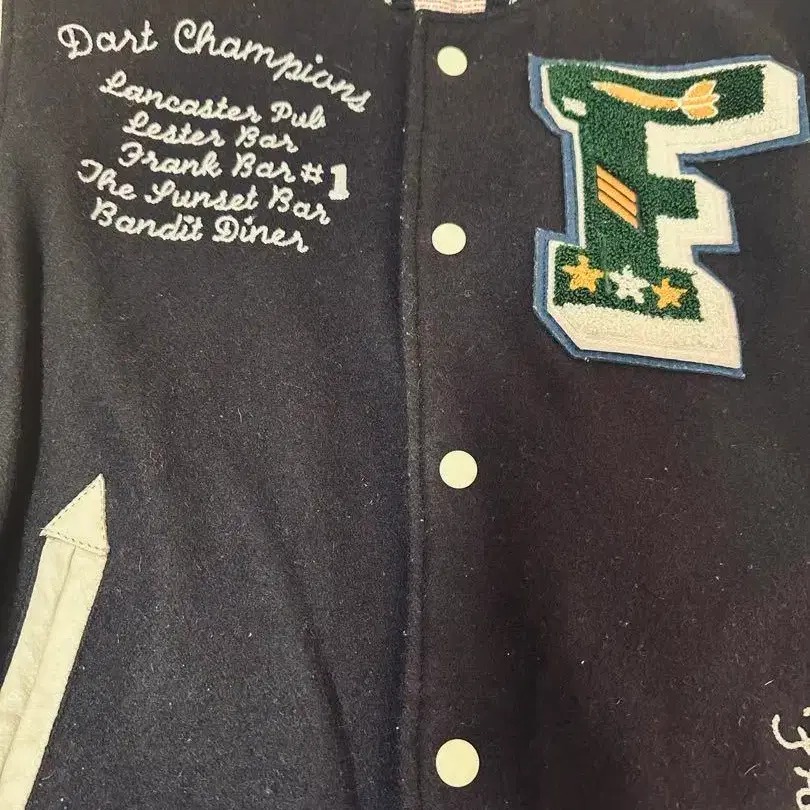 Dart Champions
Lancaster Pub
Lester Bar
Frank Bar #1
The Sunset Bar
Bandit Diner
F